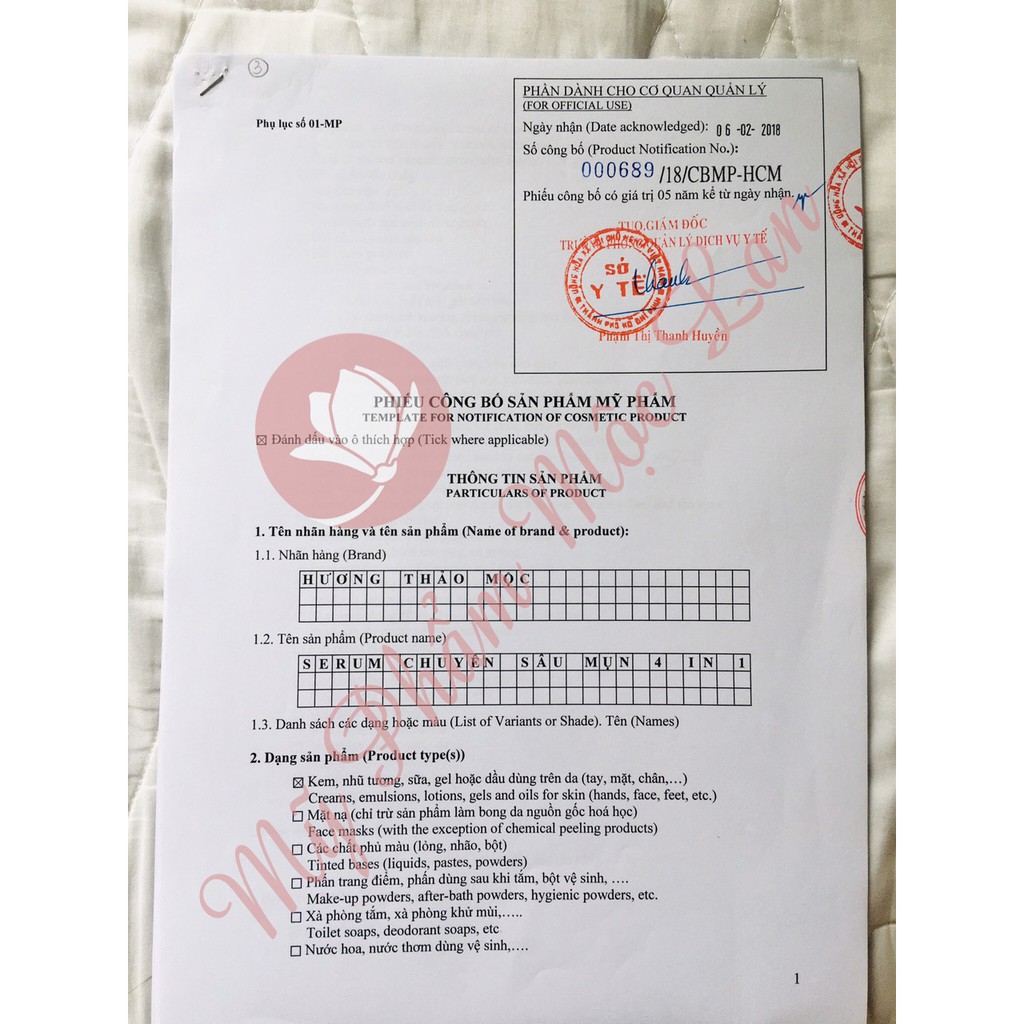 3
PHẦN DÀNH CHO CƠ QUAN QUẢN LÝ
(FOR OFFICIAL USE)
Phụ lục số 01-MP
Ngày nhận (Date acknowledged): 06-02-2018
Số công bố (Product Notification No.):
000689/18/CBMP-HCM
Phiếu công bố có giá trị 05 năm kể từ ngày nhận.
TUQ.GIÁM ĐỐC
QUẢN LÝ DỊCH VỤ Y TẾ
SỞ
Y TẾ
Phạm Thị Thanh Huyền
PHIẾU CÔNG BỐ SẢN PHẨM MỸ PHẨM
TEMPLATE FOR NOTIFICATION OF COSMETIC PRODUCT
☒ Đánh dấu vào ô thích hợp (Tick where applicable)
THÔNG TIN SẢN PHẨM
PARTICULARS OF PRODUCT
1. Tên nhãn hàng và tên sản phẩm (Name of brand & product):
1.1. Nhãn hàng (Brand)
HƯƠNG THẢO MỘC
1.2. Tên sản phẩm (Product name)
SERUM CHUYÊN SÂU MỤN 4 IN 1
1.3. Danh sách các dạng hoặc màu (List of Variants or Shade). Tên (Names)
2. Dạng sản phẩm (Product type(s))
☒ Kem, nhũ tương, sữa, gel hoặc dầu dùng trên da (tay, mặt, chân,…)
Creams, emulsions, lotions, gels and oils for skin (hands, face, feet, etc.)
☐ Mặt nạ (chỉ trừ sản phẩm làm bong da nguồn gốc hoá học)
Face masks (with the exception of chemical peeling products)
☐ Các chất phủ màu (lỏng, nhão, bột)
Tinted bases (liquids, pastes, powders)
☐ Phấn trang điểm, phấn dùng sau khi tắm, bột vệ sinh, ….
Make-up powders, after-bath powders, hygienic powders, etc.
☐ Xà phòng tắm, xà phòng khử mùi,…..
Toilet soaps, deodorant soaps, etc
☐ Nước hoa, nước thơm dùng vệ sinh,….
1
Mỹ Phẩm Mộc Lan